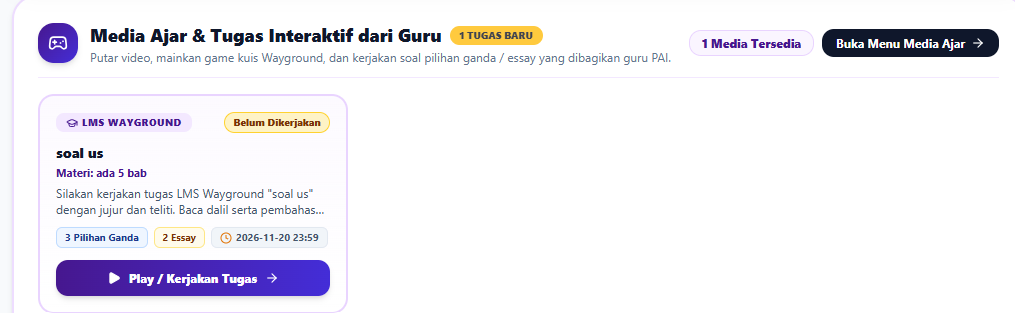 Media Ajar & Tugas Interaktif dari Guru
1 TUGAS BARU
Putar video, mainkan game kuis Wayground, dan kerjakan soal pilihan ganda / essay yang dibagikan guru PAI.
1 Media Tersedia
Buka Menu Media Ajar →
LMS WAYGROUND
Belum Dikerjakan
soal us
Materi: ada 5 bab
Silakan kerjakan tugas LMS Wayground "soal us"
dengan jujur dan teliti. Baca dalil serta pembahas...
3 Pilihan Ganda
2 Essay
2026-11-20 23:59
Play / Kerjakan Tugas →